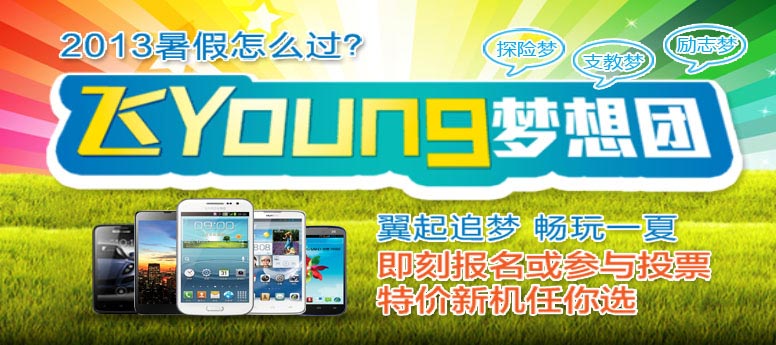 2013暑假怎么过?
探险梦
支教梦
励志梦
飞Young梦想团
翼起追梦 畅玩一夏
即刻报名或参与投票
特价新机任你选